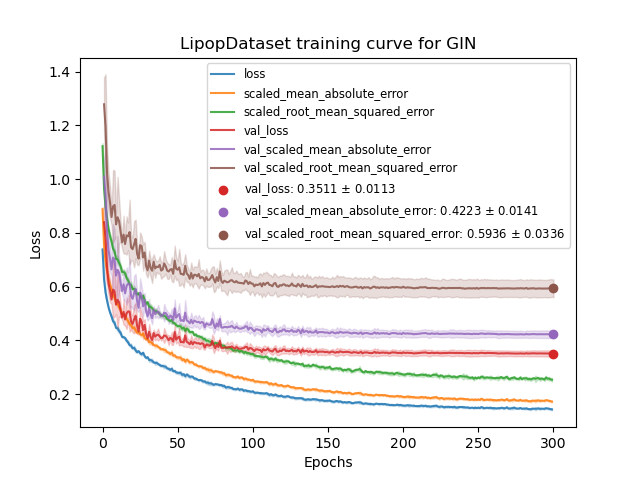 LipopDataset training curve for GIN
1.4
1.2
1.0
0.8
0.6
0.4
0.2
Loss
loss
scaled_mean_absolute_error
scaled_root_mean_squared_error
val_loss
val_scaled_mean_absolute_error
val_scaled_root_mean_squared_error
val_loss: 0.3511 ± 0.0113
val_scaled_mean_absolute_error: 0.4223 ± 0.0141
val_scaled_root_mean_squared_error: 0.5936 ± 0.0336
0 50 100 150 200 250 300
Epochs